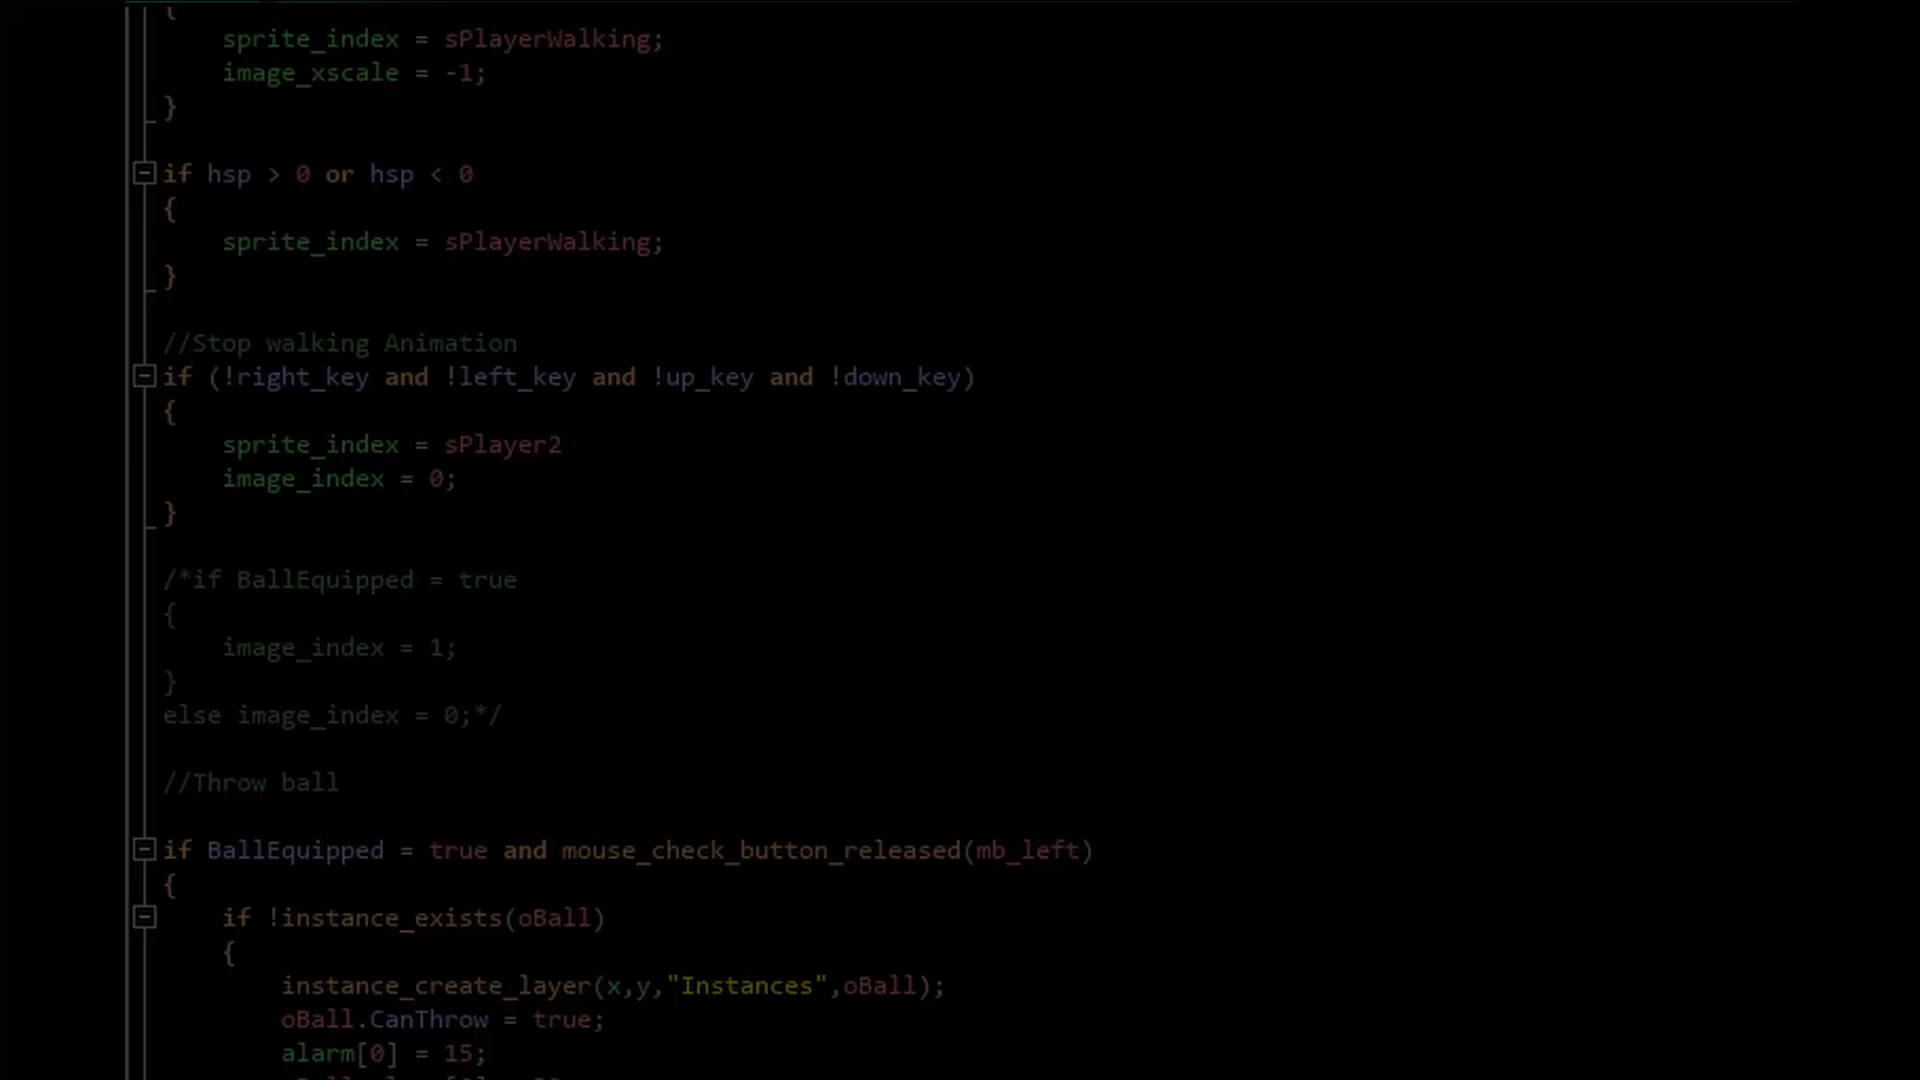 {
sprite_index = sPlayerWalking;
image_xscale = -1;
}
if hsp > 0 or hsp < 0
{
sprite_index = sPlayerWalking;
}
//Stop walking Animation
if (!right_key and !left_key and !up_key and !down_key)
{
sprite_index = sPlayer2
image_index = 0;
}
/*if BallEquipped = true
{
image_index = 1;
}
else image_index = 0;*/
//Throw ball
if BallEquipped = true and mouse_check_button_released(mb_left)
{
if !instance_exists(oBall)
{
instance_create_layer(x,y,"Instances",oBall);
oBall.CanThrow = true;
alarm[0] = 15;